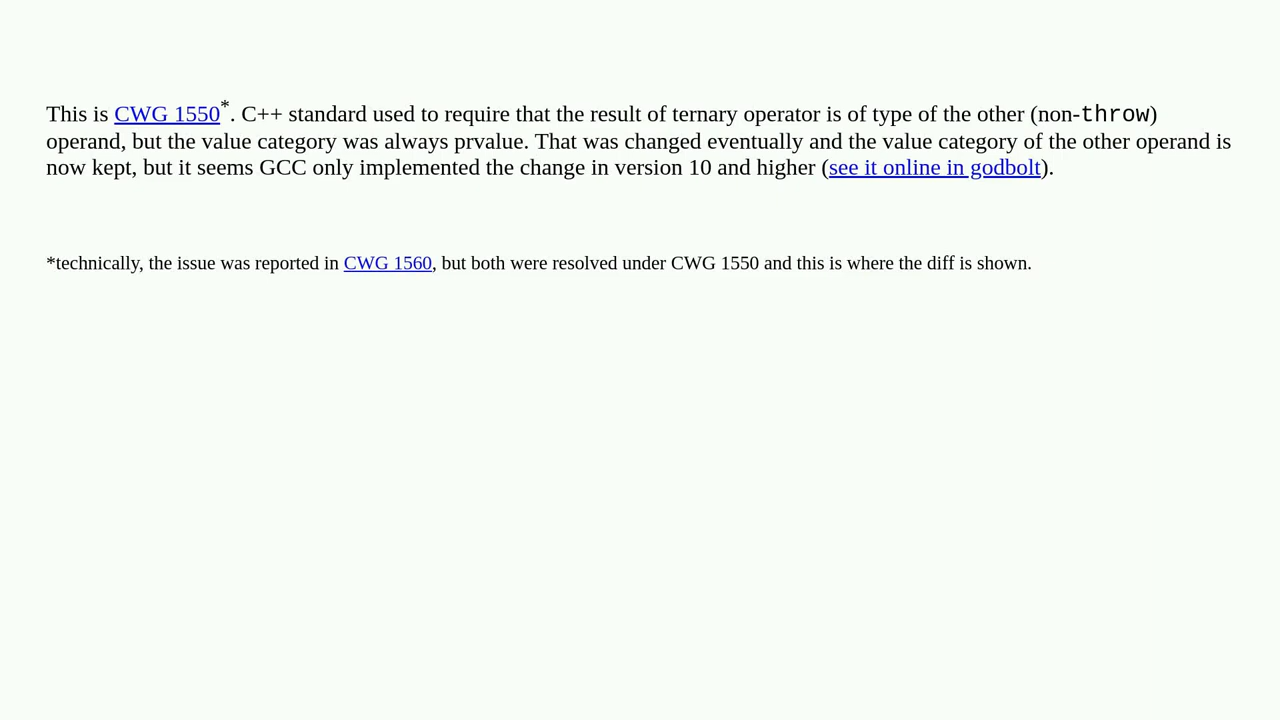 This is CWG 1550*. C++ standard used to require that the result of ternary operator is of type of the other (non-throw)
operand, but the value category was always prvalue. That was changed eventually and the value category of the other operand is
now kept, but it seems GCC only implemented the change in version 10 and higher (see it online in godbolt).
*technically, the issue was reported in CWG 1560, but both were resolved under CWG 1550 and this is where the diff is shown.